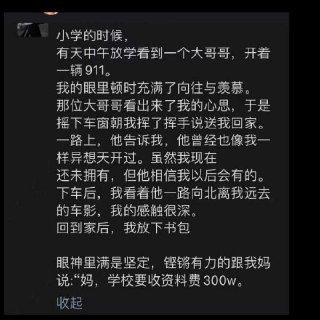 小学的时候，
有天中午放学看到一个大哥哥，开着
一辆911。
我的眼里顿时充满了向往与羡慕。
那位大哥哥看出来了我的心思，于是
摇下车窗朝我挥了挥手说送我回家。
一路上，他告诉我，他曾经也像我一
样异想天开过。虽然我现在
还未拥有，但他相信我以后会有的。
下车后，我看着他一路向北离我远去
的车影，我的感触很深。
回到家后，我放下书包
眼神里满是坚定，铿锵有力的跟我妈
说:“妈，学校要收资料费300w。
收起